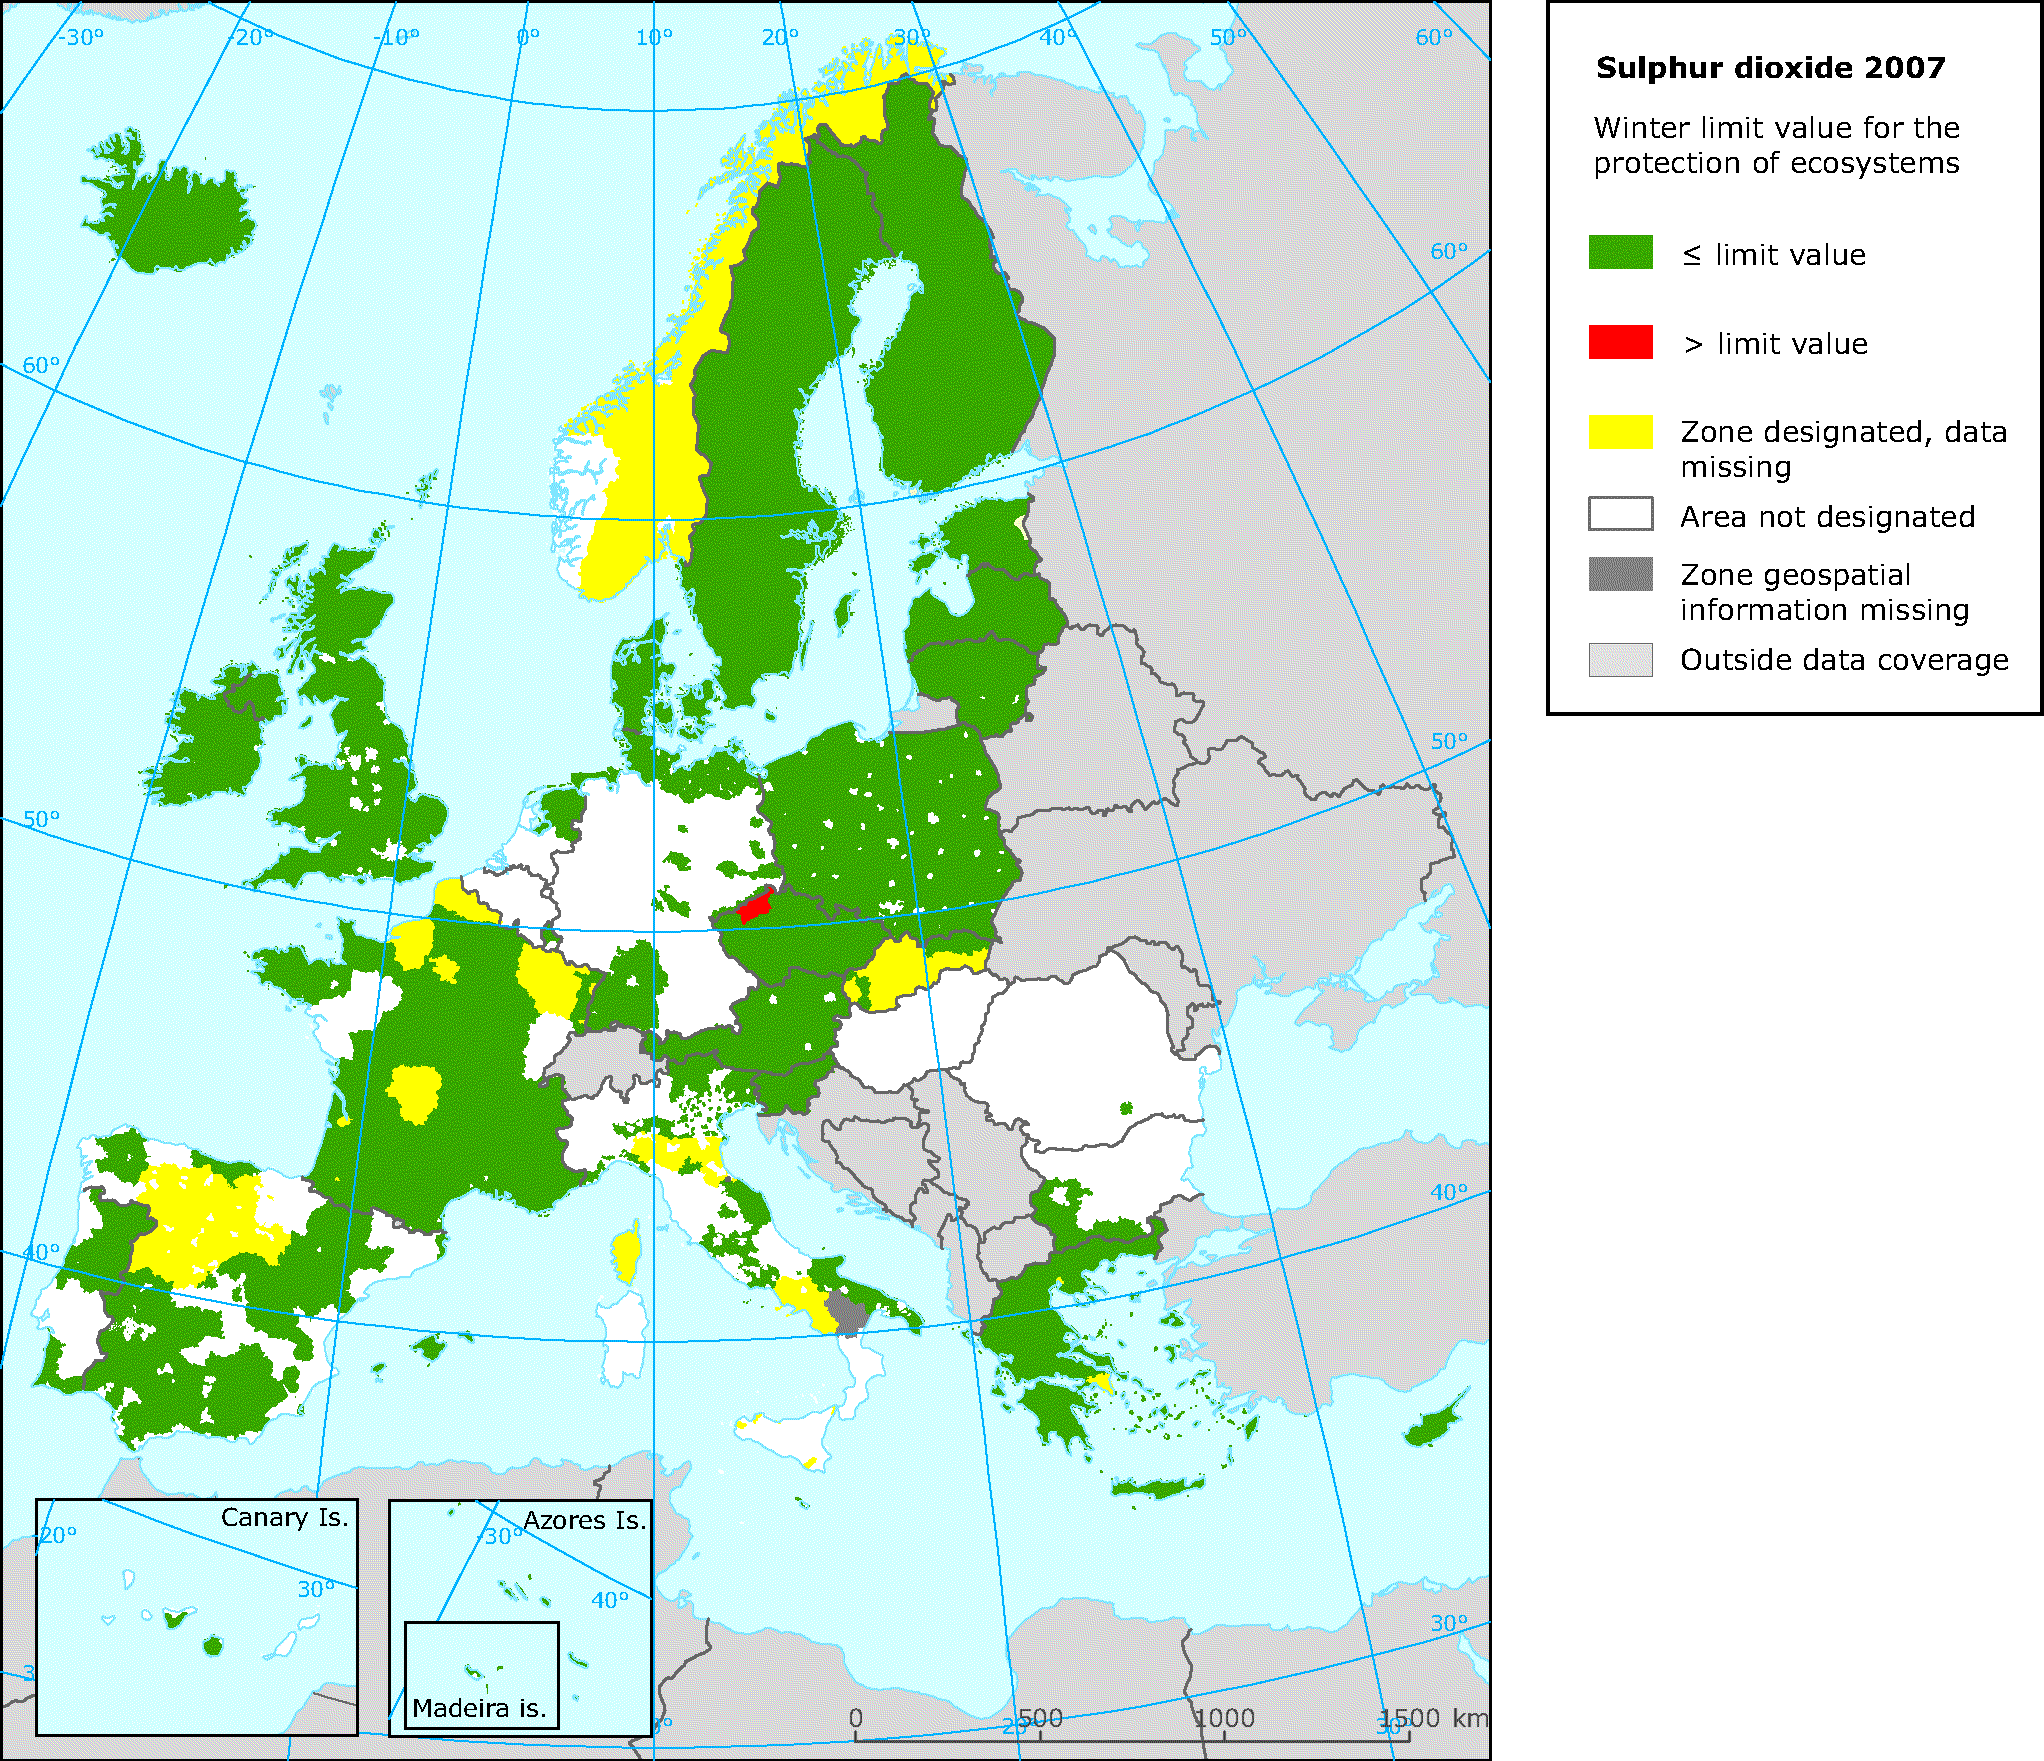 -30°
-20°
-10°
0°
10°
20°
30°
40°
50°
60°
60°
60°
50°
50°
40°
40°
30°
Canary Is.
20°
30°
Azores Is.
-30°
40°
Madeira is.
0
500
1000
1500 km
20°
30°
Sulphur dioxide 2007
Winter limit value for the
protection of ecosystems
≤ limit value
> limit value
Zone designated, data
missing
Area not designated
Zone geospatial
information missing
Outside data coverage